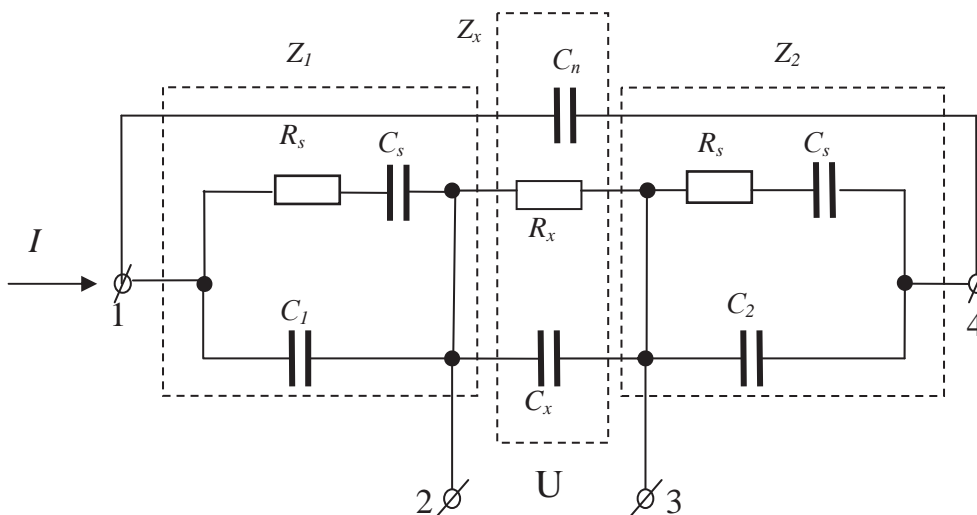 Z₁
Zₓ
Cₙ
Z₂
Rₛ
Cₛ
Rₛ
Cₛ
I
Rₓ
1
C₁
C₂
4
Cₓ
2
U
3